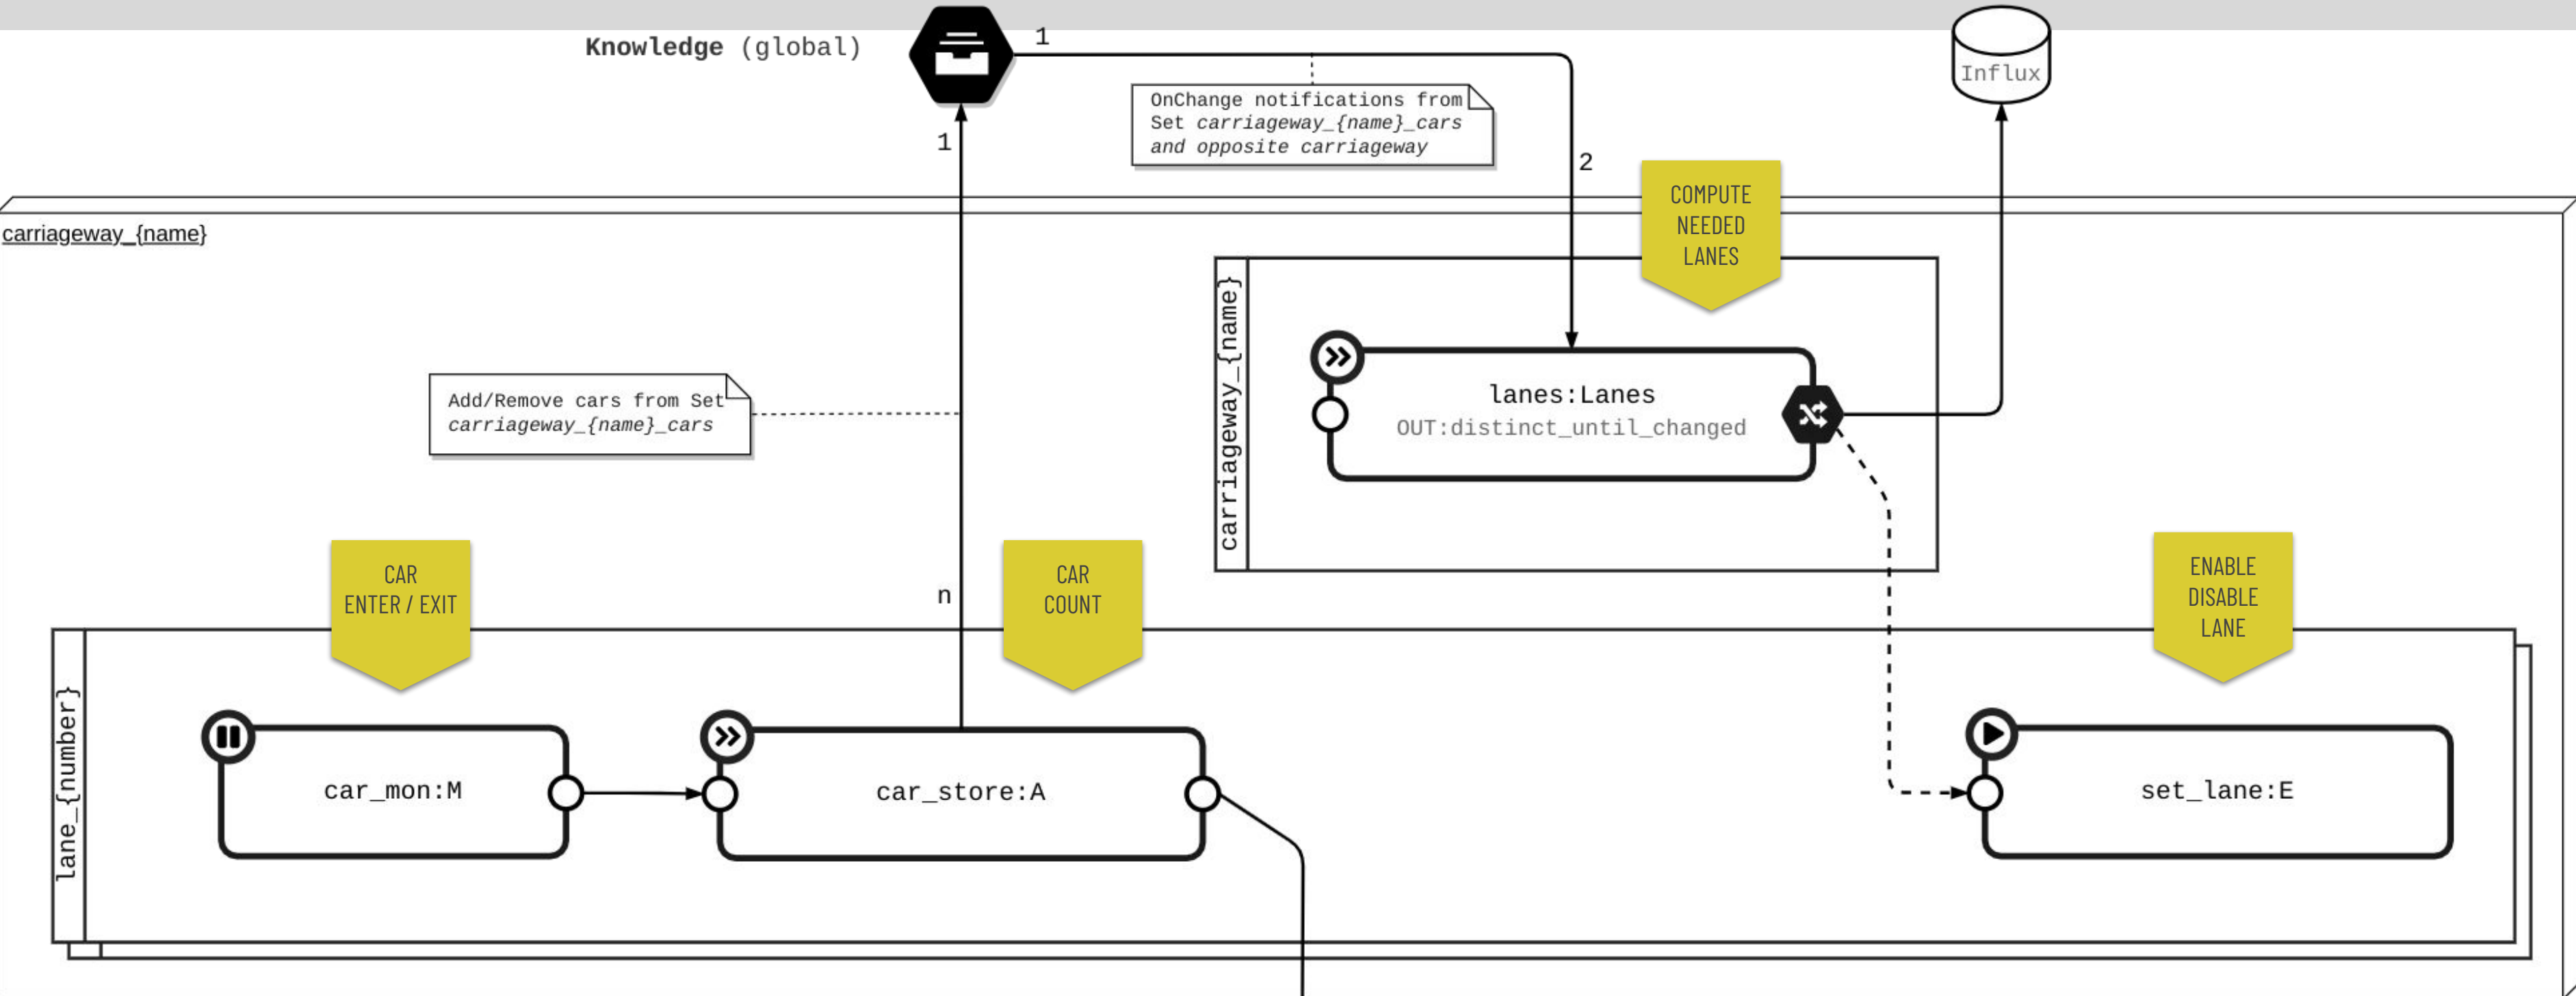 Knowledge (global)
1
Influx
OnChange notifications from
Set carriageway_{name}_cars
and opposite carriageway
1
2
COMPUTE
NEEDED
LANES
carriageway_{name}
carriageway_{name}
lanes:Lanes
OUT:distinct_until_changed
Add/Remove cars from Set
carriageway_{name}_cars
n
CAR
ENTER / EXIT
CAR
COUNT
ENABLE
DISABLE
LANE
lane_{number}
car_mon:M
car_store:A
set_lane:E